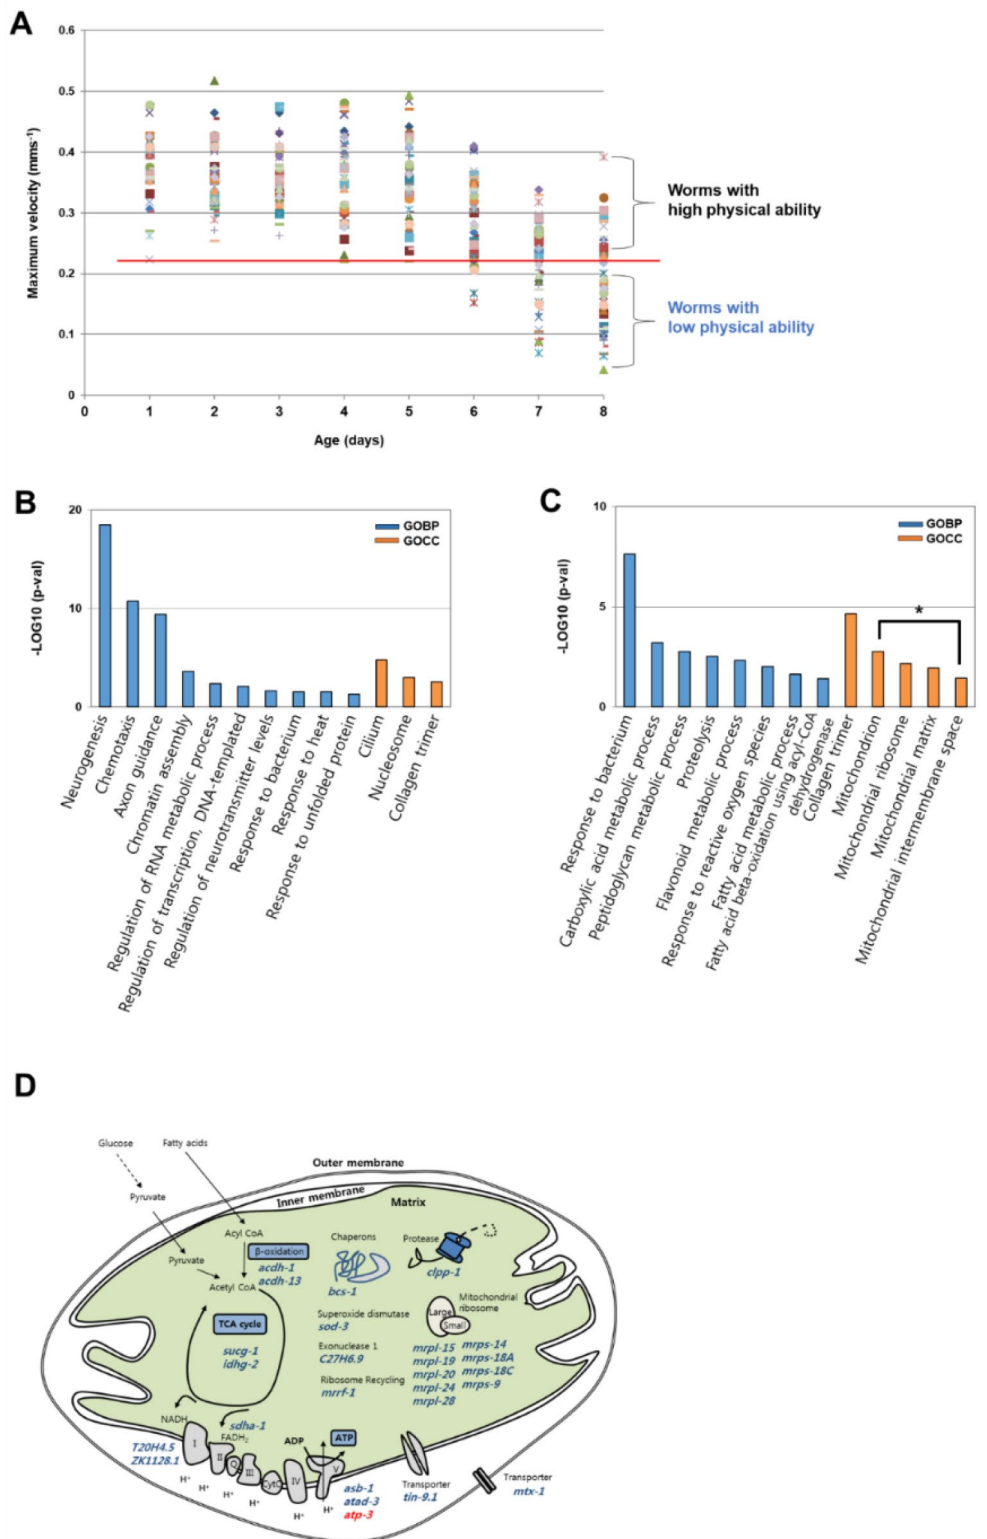 A
Maximum velocity (mms⁻¹)
0.6
0.5
0.4
0.3
0.2
0.1
0
0 1 2 3 4 5 6 7 8
Age (days)
Worms with
high physical ability
Worms with
low physical ability
B
-LOG10 (p-val)
20
10
0
GOBP
GOCC
Neurogenesis
Chemotaxis
Axon guidance
Chromatin assembly
Regulation of RNA metabolic process
Regulation of transcription, DNA-templated
Regulation of neurotransmitter levels
Response to bacterium
Response to heat
Response to unfolded protein
Cilium
Nucleosome
Collagen trimer
C
-LOG10 (p-val)
10
5
0
GOBP
GOCC
*
Response to bacterium
Carboxylic acid metabolic process
Peptidoglycan metabolic process
Proteolysis
Flavonoid metabolic process
Response to reactive oxygen species
Fatty acid metabolic process
Fatty acid beta-oxidation using acyl-CoA
dehydrogenase
Collagen trimer
Mitochondrion
Mitochondrial ribosome
Mitochondrial matrix
Mitochondrial intermembrane space
D
Glucose
Fatty acids
Outer membrane
Inner membrane
Matrix
Pyruvate
Acyl CoA
β-oxidation
acdh-1
acdh-13
Pyruvate
Acetyl CoA
Chaperons
bcs-1
Protease
clpp-1
TCA cycle
sucg-1
idhg-2
Superoxide dismutase
sod-3
Exonuclease 1
C27H6.9
Ribosome Recycling
mrrf-1
Mitochondrial
ribosome
Large
Small
mrpl-15 mrps-14
mrpl-19 mrps-18A
mrpl-20 mrps-18C
mrpl-24 mrps-9
mrpl-28
NADH
sdha-1
FADH₂
T20H4.5
ZK1128.1
I
II
Q
III
CytC
IV
V
ADP
ATP
H⁺
H⁺
H⁺
H⁺
H⁺
H⁺
asb-1
atad-3
atp-3
Transporter
tin-9.1
Transporter
mtx-1